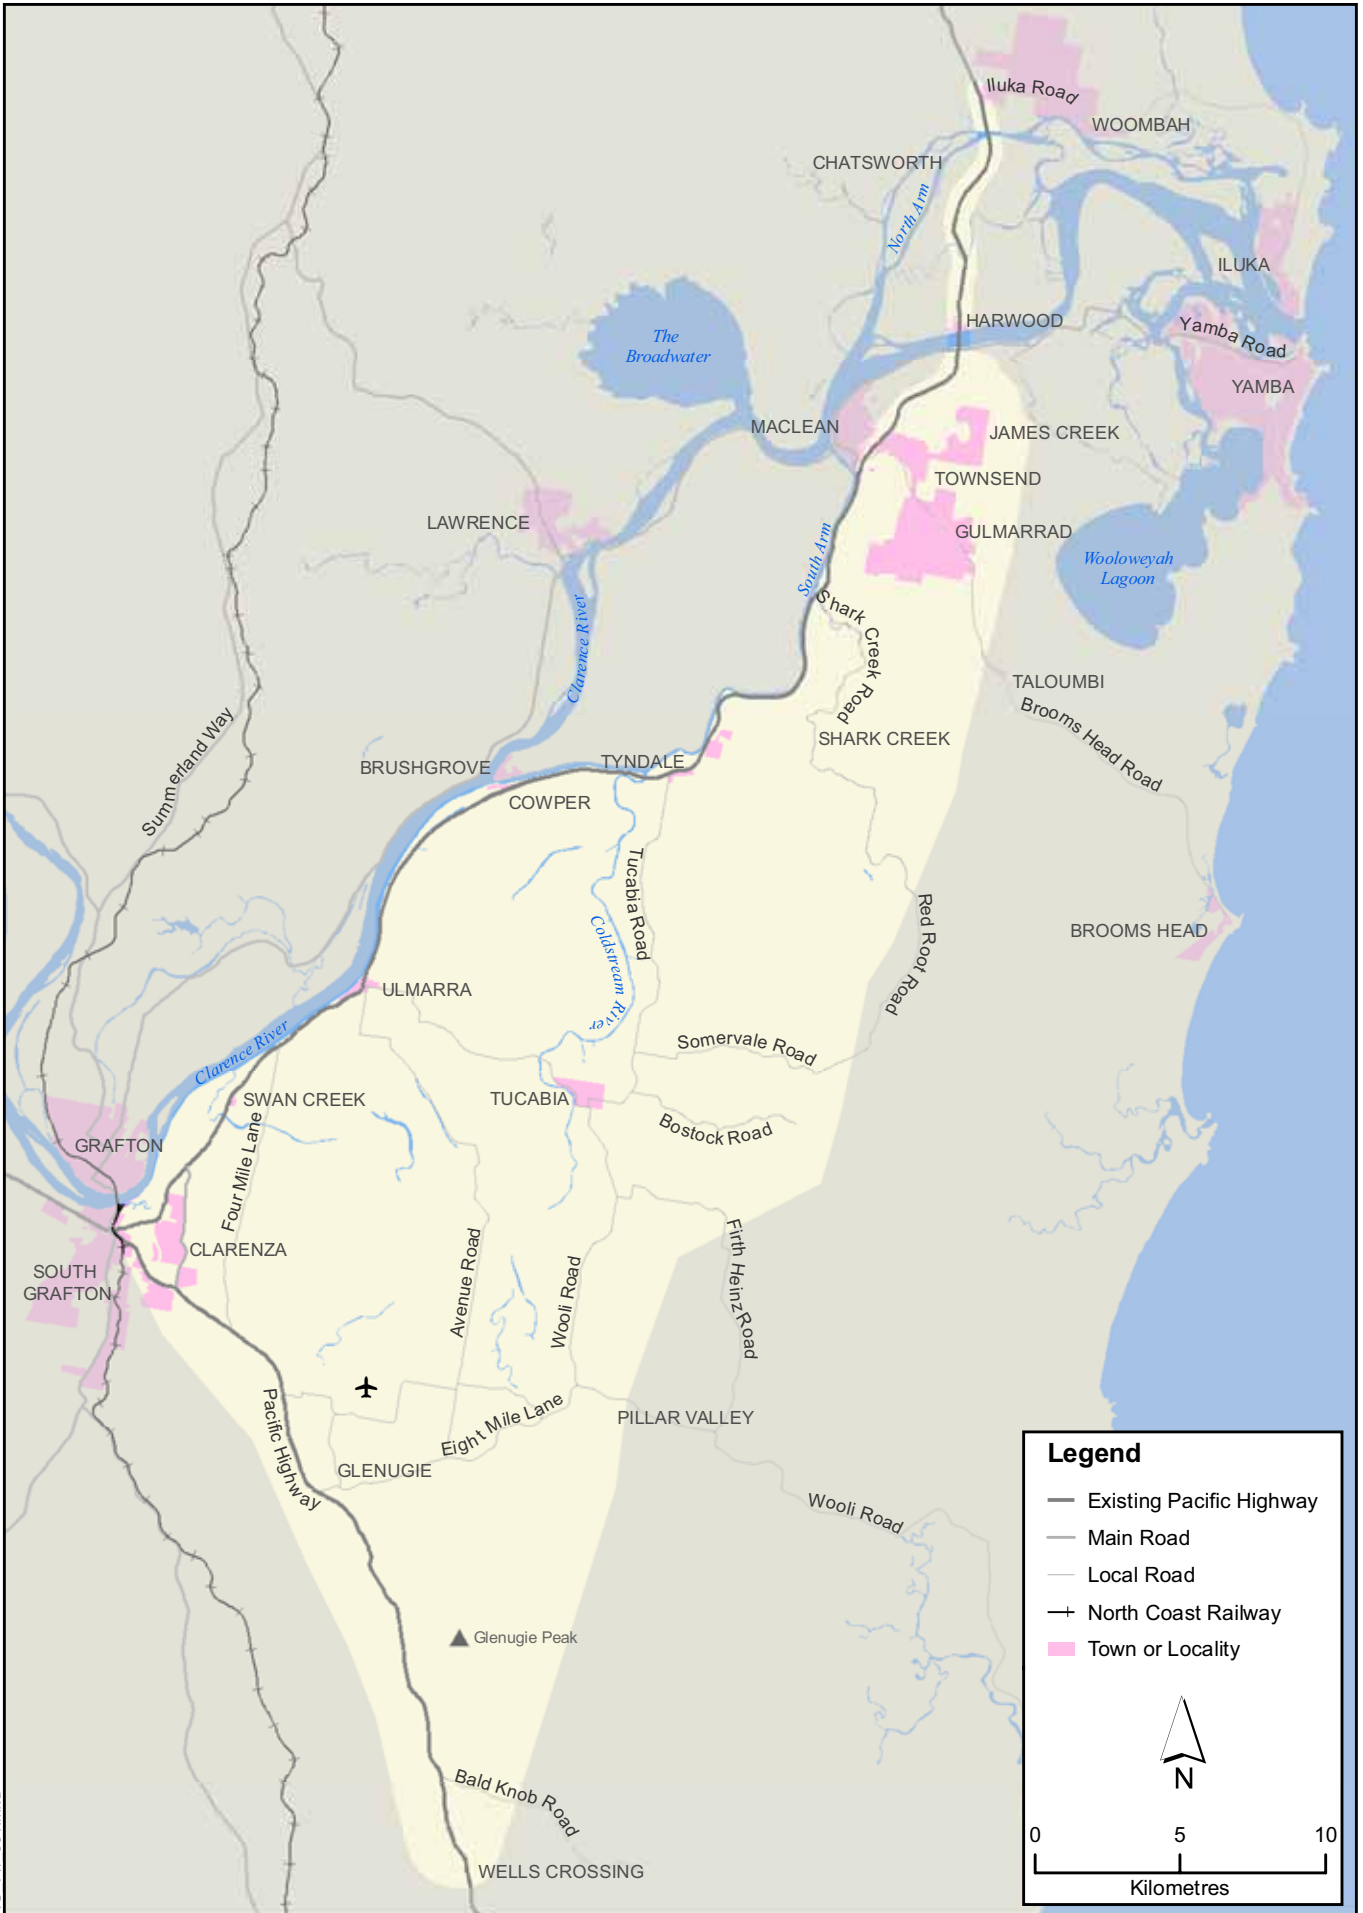 Iluka Road
WOOMBAH
CHATSWORTH
North Arm
ILUKA
HARWOOD
Yamba Road
The
Broadwater
YAMBA
MACLEAN
JAMES CREEK
TOWNSEND
LAWRENCE
GULMARRAD
South Arm
Wooloweyah
Lagoon
Shark Creek Road
Clarence River
TALOUMBI
Brooms Head Road
Summerland Way
SHARK CREEK
BRUSHGROVE
TYNDALE
COWPER
Tucabia Road
Red Root Road
BROOMS HEAD
Coldstream River
ULMARRA
Clarence River
Somervale Road
SWAN CREEK
TUCABIA
Bostock Road
GRAFTON
Four Mile Lane
CLARENZA
SOUTH
GRAFTON
Avenue Road
Wooli Road
Firth Heinz Road
Pacific Highway
Eight Mile Lane
PILLAR VALLEY
GLENUGIE
Wooli Road
Glenugie Peak
Bald Knob Road
WELLS CROSSING
Legend
Existing Pacific Highway
Main Road
Local Road
North Coast Railway
Town or Locality
N
0 5 10
Kilometres